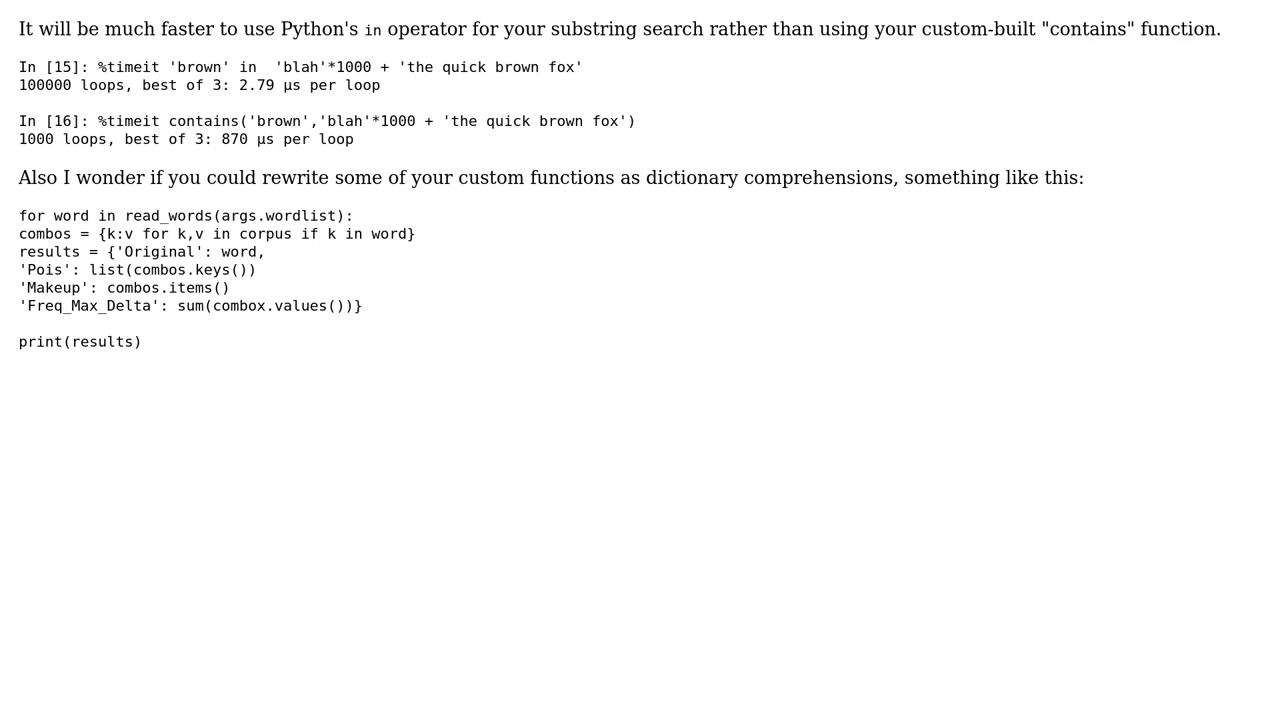 It will be much faster to use Python's in operator for your substring search rather than using your custom-built "contains" function.
In [15]: %timeit 'brown' in  'blah'*1000 + 'the quick brown fox'
100000 loops, best of 3: 2.79 µs per loop
In [16]: %timeit contains('brown','blah'*1000 + 'the quick brown fox')
1000 loops, best of 3: 870 µs per loop
Also I wonder if you could rewrite some of your custom functions as dictionary comprehensions, something like this:
for word in read_words(args.wordlist):
combos = {k:v for k,v in corpus if k in word}
results = {'Original': word,
'Pois': list(combos.keys())
'Makeup': combos.items()
'Freq_Max_Delta': sum(combox.values())}
print(results)